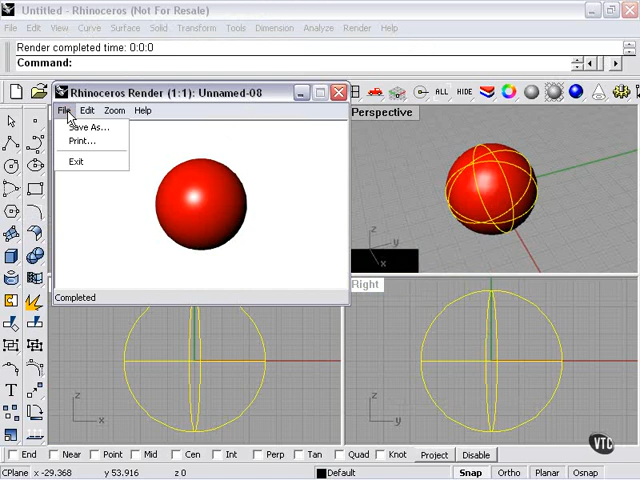 Untitled - Rhinoceros (Not For Resale)
File Edit View Curve Surface Solid Transform Tools Dimension Analyze Render Help
Render completed time: 0:0:0
Command:
Rhinoceros Render (1:1): Unnamed-08
ALL
File Edit Zoom Help
Perspective
Save As...
Print...
Exit
z
y
x
Completed
Right
z
x
z
y
T
VTC
End Near Point Mid Cen Int Perp Tan Quad Knot Project Disable
CPlane x -29.368 y 53.916 z 0 Default Snap Ortho Planar Osnap